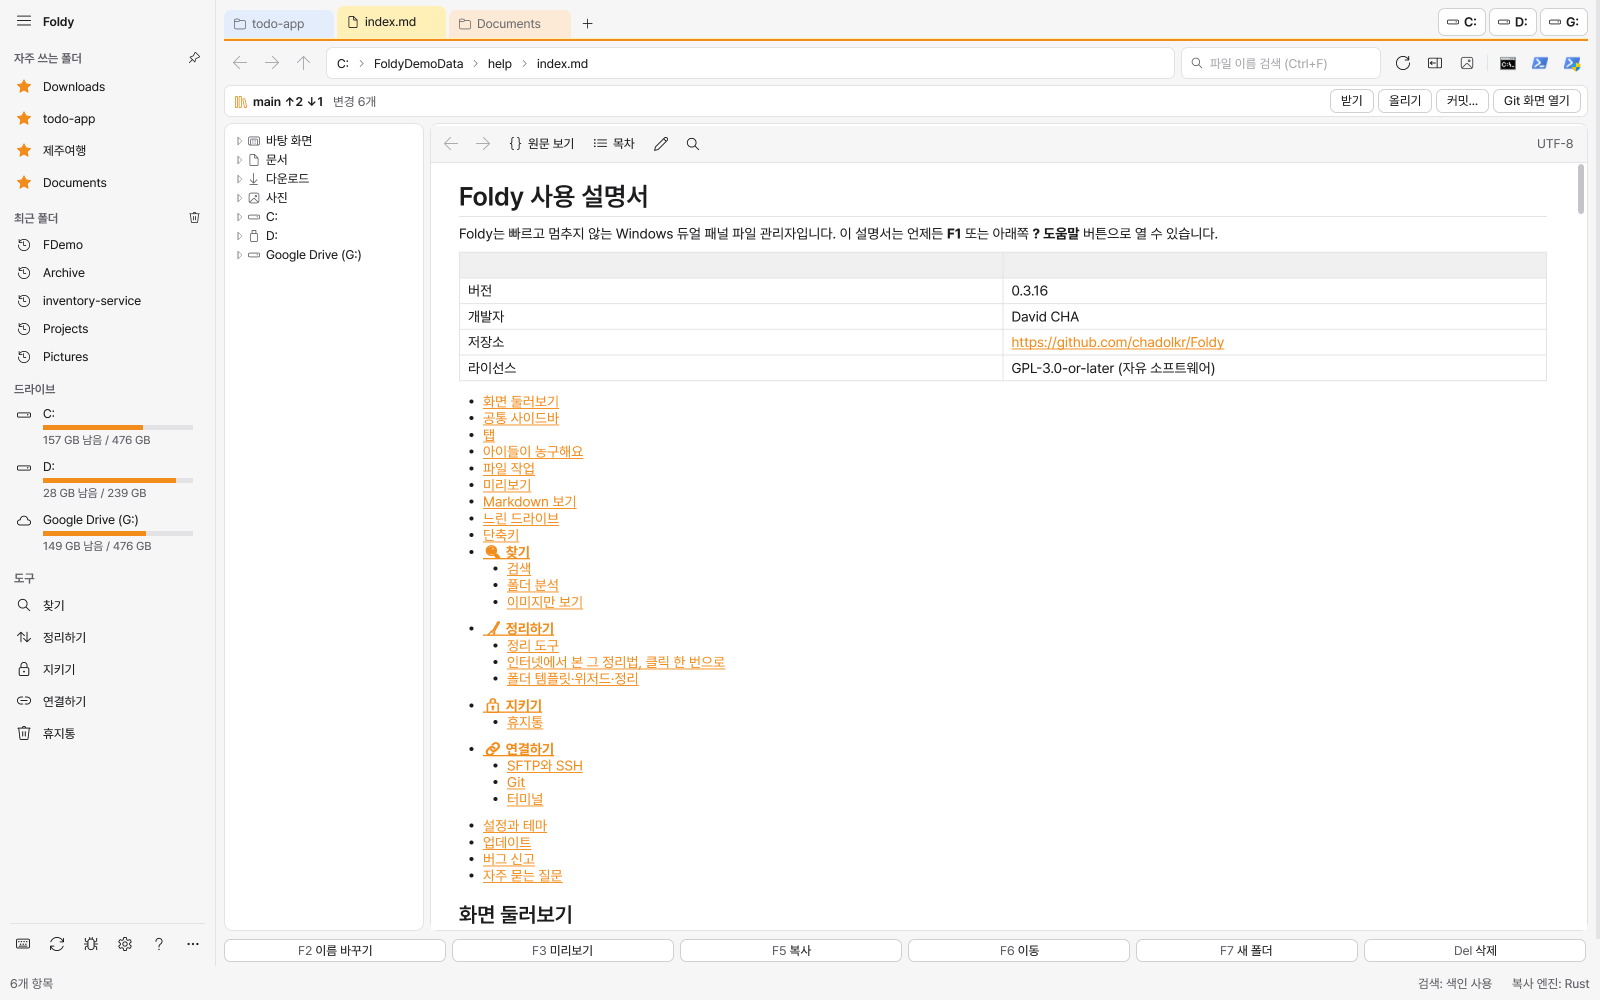 Foldy
자주 쓰는 폴더
Downloads
todo-app
제주여행
Documents
최근 폴더
FDemo
Archive
inventory-service
Projects
Pictures
드라이브
C:
157 GB 남음 / 476 GB
D:
28 GB 남음 / 239 GB
Google Drive (G:)
149 GB 남음 / 476 GB
도구
찾기
정리하기
지키기
연결하기
휴지통
6개 항목
todo-app
index.md
Documents
C:
D:
G:
C: > FoldyDemoData > help > index.md
파일 이름 검색 (Ctrl+F)
main ↑2 ↓1 변경 6개
받기
올리기
커밋...
Git 화면 열기
바탕 화면
문서
다운로드
사진
C:
D:
Google Drive (G:)
{} 원문 보기
목차
UTF-8
Foldy 사용 설명서
Foldy는 빠르고 멈추지 않는 Windows 듀얼 패널 파일 관리자입니다. 이 설명서는 언제든 F1 또는 아래쪽 ? 도움말 버튼으로 열 수 있습니다.
버전 0.3.16
개발자 David CHA
저장소 https://github.com/chadolkr/Foldy
라이선스 GPL-3.0-or-later (자유 소프트웨어)
화면 둘러보기
공통 사이드바
탭
아이들이 농구해요
파일 작업
미리보기
Markdown 보기
느린 드라이브
단축키
찾기
검색
폴더 분석
이미지만 보기
정리하기
정리 도구
인터넷에서 본 그 정리법, 클릭 한 번으로
폴더 템플릿·위저드·정리
지키기
휴지통
연결하기
SFTP와 SSH
Git
터미널
설정과 테마
업데이트
버그 신고
자주 묻는 질문
화면 둘러보기
F2 이름 바꾸기
F3 미리보기
F5 복사
F6 이동
F7 새 폴더
Del 삭제
검색: 색인 사용
복사 엔진: Rust